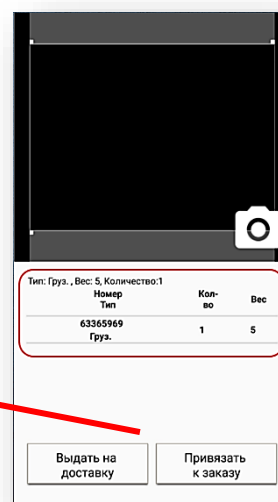 Тип: Груз. , Вес: 5, Количество:1
Номер Тип Кол-во Вес
63365969 Груз. 1 5
Выдать на доставку
Привязать к заказу